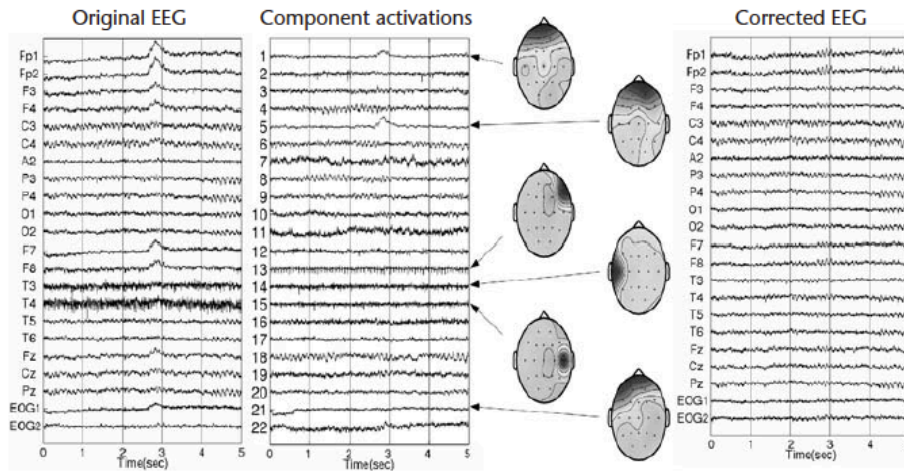 Original EEG
Fp1
Fp2
F3
F4
C3
C4
A2
P3
P4
O1
O2
F7
F8
T3
T4
T5
T6
Fz
Cz
Pz
EOG1
EOG2
0 1 2 3 4 5
Time(sec)
Component activations
1
2
3
4
5
6
7
8
9
10
11
12
13
14
15
16
17
18
19
20
21
22
0 1 2 3 4 5
Time(sec)
Corrected EEG
Fp1
Fp2
F3
F4
C3
C4
A2
P3
P4
O1
O2
F7
F8
T3
T4
T5
T6
Fz
Cz
Pz
EOG1
EOG2
0 1 2 3 4 5
Time(sec)